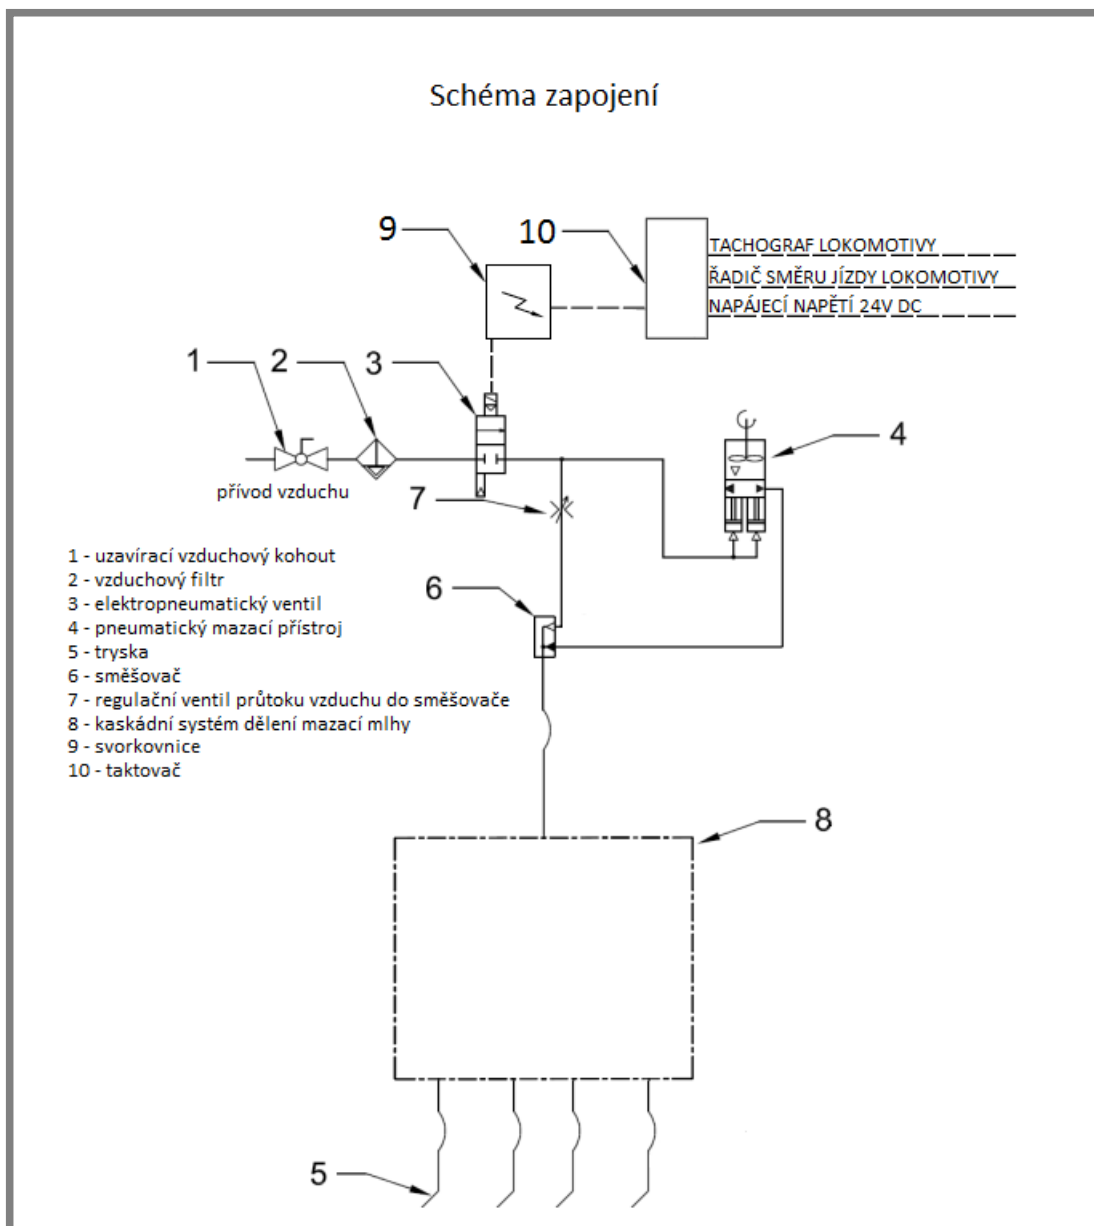 Schéma zapojení
9
10
TACHOGRAF LOKOMOTIVY
ŘADIČ SMĚRU JÍZDY LOKOMOTIVY
NAPÁJECÍ NAPĚTÍ 24V DC
1
2
3
4
přívod vzduchu
7
1 - uzavírací vzduchový kohout
2 - vzduchový filtr
3 - elektropneumatický ventil
4 - pneumatický mazací přístroj
5 - tryska
6 - směšovač
7 - regulační ventil průtoku vzduchu do směšovače
8 - kaskádní systém dělení mazací mlhy
9 - svorkovnice
10 - taktovač
6
8
5